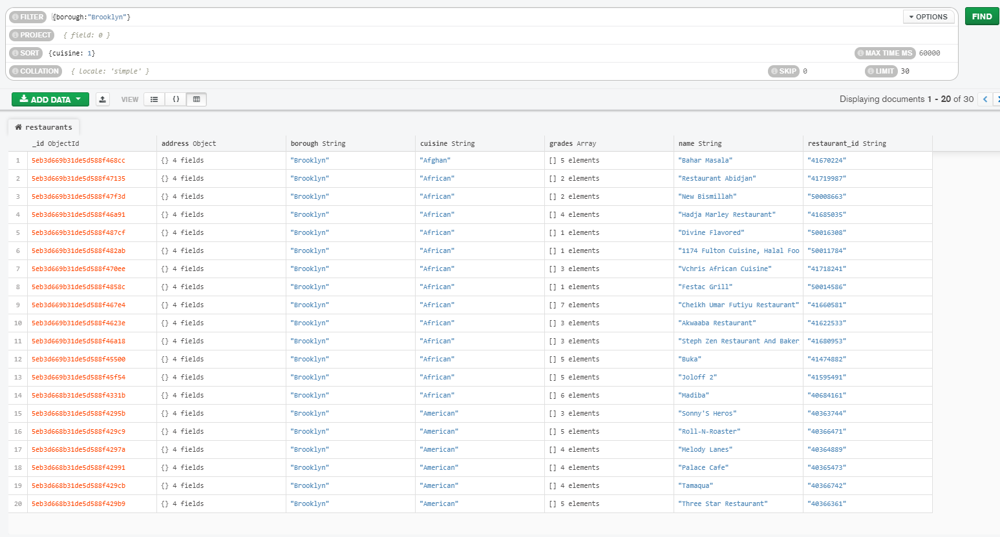 FILTER {borough:"Brooklyn"} OPTIONS FIND
PROJECT { field: 0 }
SORT {cuisine: 1} MAX TIME MS 60000
COLLATION { locale: 'simple' } SKIP 0 LIMIT 30
ADD DATA VIEW {} Displaying documents 1 - 20 of 30
restaurants
_id ObjectId address Object borough String cuisine String grades Array name String restaurant_id String
1 5eb3d669b31de5d588f468cc {} 4 fields "Brooklyn" "Afghan" [] 5 elements "Bahar Masala" "41670224"
2 5eb3d669b31de5d588f47135 {} 4 fields "Brooklyn" "African" [] 2 elements "Restaurant Abidjan" "41719987"
3 5eb3d669b31de5d588f47f3d {} 4 fields "Brooklyn" "African" [] 2 elements "New Bismillah" "50008663"
4 5eb3d669b31de5d588f46a91 {} 4 fields "Brooklyn" "African" [] 4 elements "Hadja Marley Restaurant" "41685035"
5 5eb3d669b31de5d588f487cf {} 4 fields "Brooklyn" "African" [] 1 elements "Divine Flavored" "50016308"
6 5eb3d669b31de5d588f482ab {} 4 fields "Brooklyn" "African" [] 1 elements "1174 Fulton Cuisine, Halal Foo "50011784"
7 5eb3d669b31de5d588f470ee {} 4 fields "Brooklyn" "African" [] 3 elements "Vchris African Cuisine" "41718241"
8 5eb3d669b31de5d588f4858c {} 4 fields "Brooklyn" "African" [] 1 elements "Festac Grill" "50014586"
9 5eb3d669b31de5d588f467e4 {} 4 fields "Brooklyn" "African" [] 7 elements "Cheikh Umar Futiyu Restaurant" "41660581"
10 5eb3d669b31de5d588f4623e {} 4 fields "Brooklyn" "African" [] 3 elements "Akwaaba Restaurant" "41622533"
11 5eb3d669b31de5d588f46a18 {} 4 fields "Brooklyn" "African" [] 3 elements "Steph Zen Restaurant And Baker "41680953"
12 5eb3d669b31de5d588f45500 {} 4 fields "Brooklyn" "African" [] 5 elements "Buka" "41474882"
13 5eb3d669b31de5d588f45f54 {} 4 fields "Brooklyn" "African" [] 5 elements "Joloff 2" "41595491"
14 5eb3d668b31de5d588f4331b {} 4 fields "Brooklyn" "African" [] 6 elements "Madiba" "40684161"
15 5eb3d668b31de5d588f4295b {} 4 fields "Brooklyn" "American" [] 3 elements "Sonny'S Heros" "40363744"
16 5eb3d668b31de5d588f429c9 {} 4 fields "Brooklyn" "American" [] 5 elements "Roll-N-Roaster" "40366471"
17 5eb3d668b31de5d588f4297a {} 4 fields "Brooklyn" "American" [] 4 elements "Melody Lanes" "40364889"
18 5eb3d668b31de5d588f42991 {} 4 fields "Brooklyn" "American" [] 4 elements "Palace Cafe" "40365473"
19 5eb3d668b31de5d588f429cb {} 4 fields "Brooklyn" "American" [] 4 elements "Tamaqua" "40366742"
20 5eb3d668b31de5d588f429b9 {} 4 fields "Brooklyn" "American" [] 5 elements "Three Star Restaurant" "40366361"